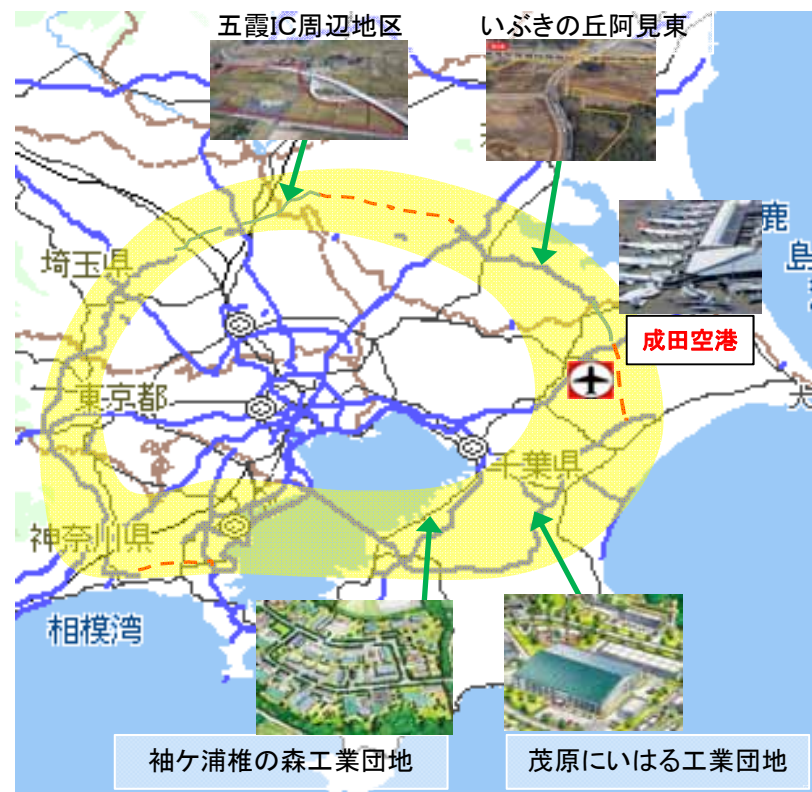 五霞IC周辺地区
いぶきの丘阿見東
鹿
島
埼玉県
成田空港
東京都
犬
千葉県
神奈川県
相模湾
袖ケ浦椎の森工業団地
茂原にいはる工業団地